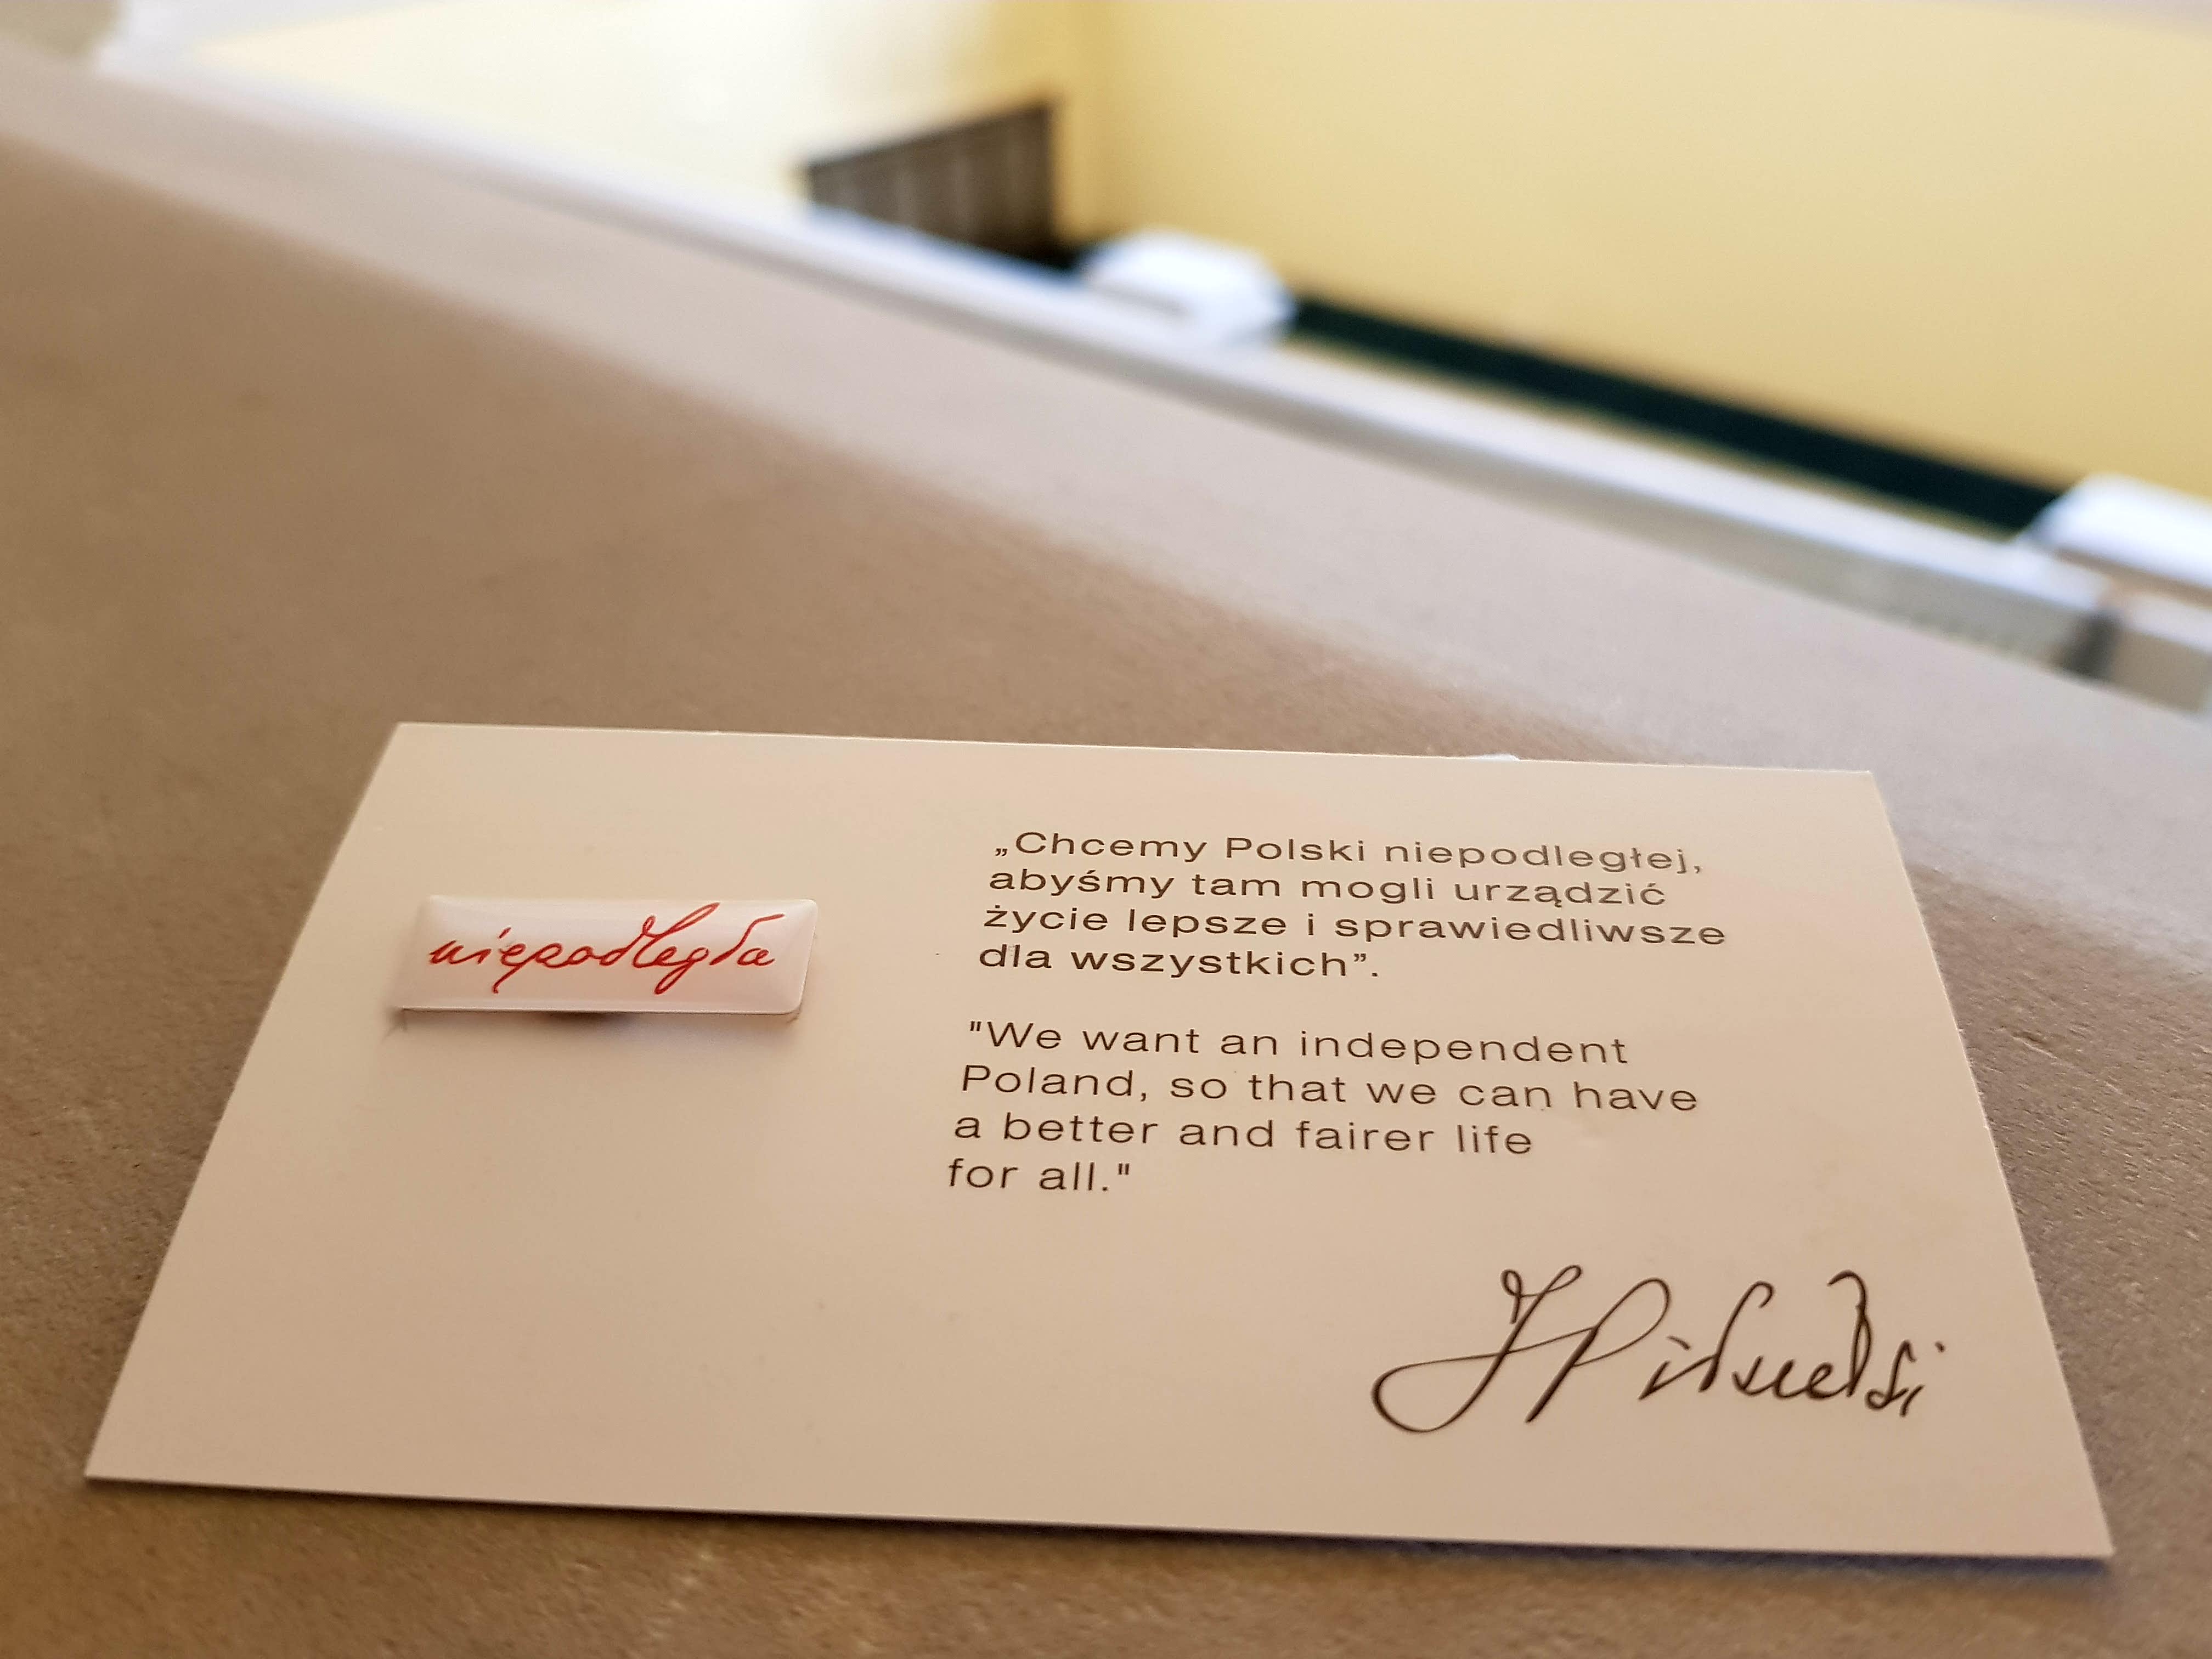 niepodległa
„Chcemy Polski niepodległej,
abyśmy tam mogli urządzić
życie lepsze i sprawiedliwsze
dla wszystkich”.
"We want an independent
Poland, so that we can have
a better and fairer life
for all."
J Piłsudski